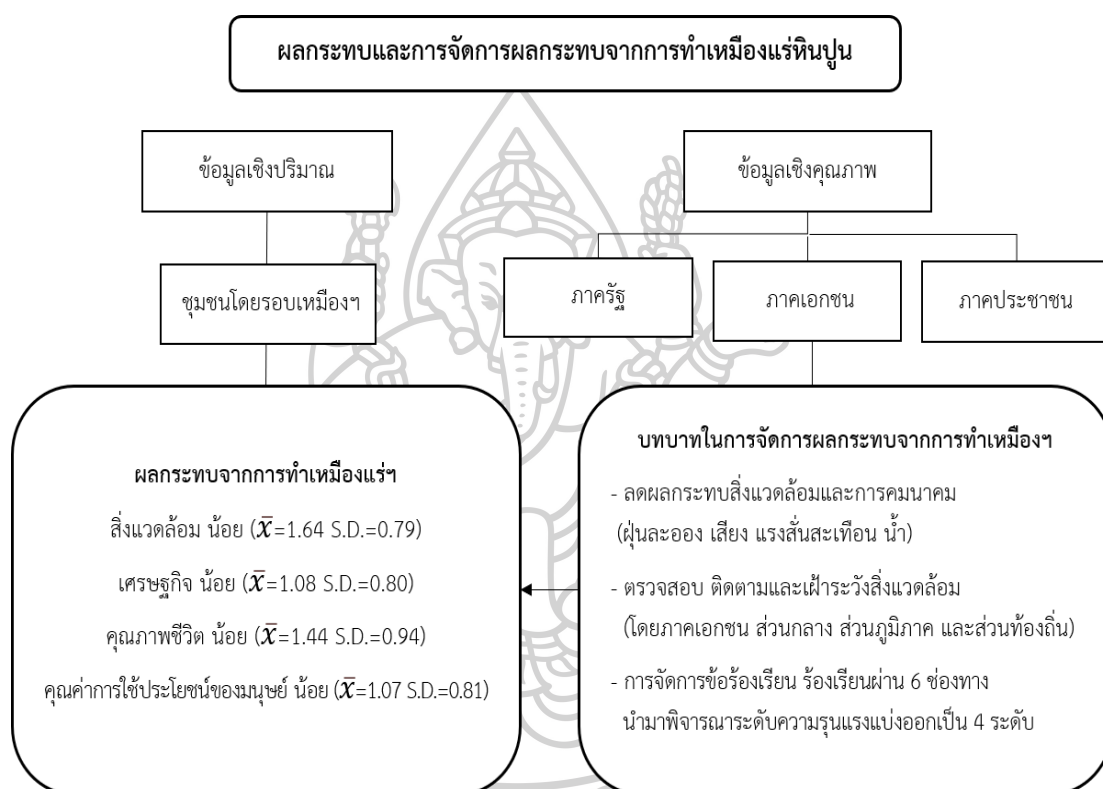 ผลกระทบและการจัดการผลกระทบจากการทำเหมืองแร่หินปูน
ข้อมูลเชิงปริมาณ
ข้อมูลเชิงคุณภาพ
ชุมชนโดยรอบเหมืองฯ
ภาครัฐ
ภาคเอกชน
ภาคประชาชน
ผลกระทบจากการทำเหมืองแร่ฯ
สิ่งแวดล้อม น้อย (x̄=1.64 S.D.=0.79)
เศรษฐกิจ น้อย (x̄=1.08 S.D.=0.80)
คุณภาพชีวิต น้อย (x̄=1.44 S.D.=0.94)
คุณค่าการใช้ประโยชน์ของมนุษย์ น้อย (x̄=1.07 S.D.=0.81)
บทบาทในการจัดการผลกระทบจากการทำเหมืองฯ
- ลดผลกระทบสิ่งแวดล้อมและการคมนาคม
(ฝุ่นละออง เสียง แรงสั่นสะเทือน น้ำ)
- ตรวจสอบ ติดตามและเฝ้าระวังสิ่งแวดล้อม
(โดยภาคเอกชน ส่วนกลาง ส่วนภูมิภาค และส่วนท้องถิ่น)
- การจัดการข้อร้องเรียน ร้องเรียนผ่าน 6 ช่องทาง
นำมาพิจารณาระดับความรุนแรงแบ่งออกเป็น 4 ระดับ